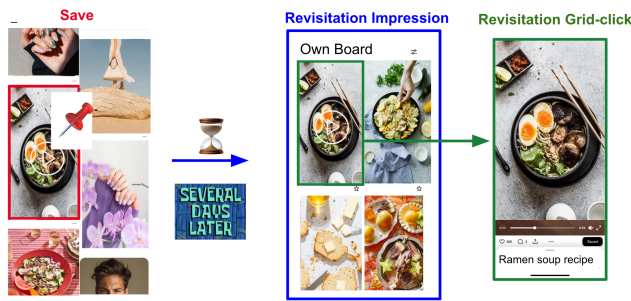 Save
Revisitation Impression
Revisitation Grid-click
Own Board
SEVERAL
DAYS
LATER
Saved
Ramen soup recipe